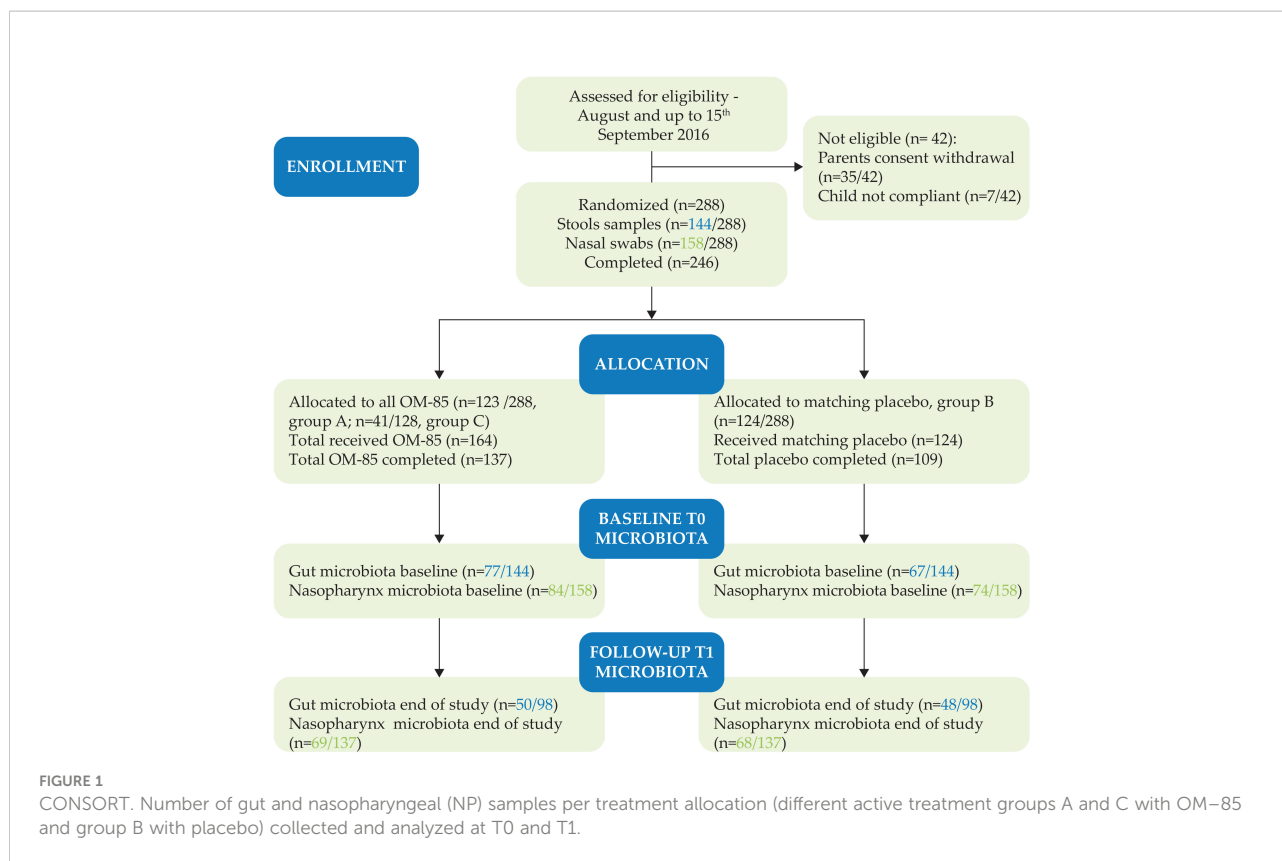 Assessed for eligibility -
August and up to 15th
September 2016
ENROLLMENT
Not eligible (n= 42):
Parents consent withdrawal
(n=35/42)
Child not compliant (n=7/42)
Randomized (n=288)
Stools samples (n=144/288)
Nasal swabs (n=158/288)
Completed (n=246)
ALLOCATION
Allocated to all OM-85 (n=123 /288,
group A; n=41/128, group C)
Total received OM-85 (n=164)
Total OM-85 completed (n=137)
Allocated to matching placebo, group B
(n=124/288)
Received matching placebo (n=124)
Total placebo completed (n=109)
BASELINE T0
MICROBIOTA
Gut microbiota baseline (n=77/144)
Nasopharynx microbiota baseline (n=84/158)
Gut microbiota baseline (n=67/144)
Nasopharynx microbiota baseline (n=74/158)
FOLLOW-UP T1
MICROBIOTA
Gut microbiota end of study (n=50/98)
Nasopharynx microbiota end of study
(n=69/137)
Gut microbiota end of study (n=48/98)
Nasopharynx microbiota end of study
(n=68/137)
FIGURE 1
CONSORT. Number of gut and nasopharyngeal (NP) samples per treatment allocation (different active treatment groups A and C with OM–85
and group B with placebo) collected and analyzed at T0 and T1.